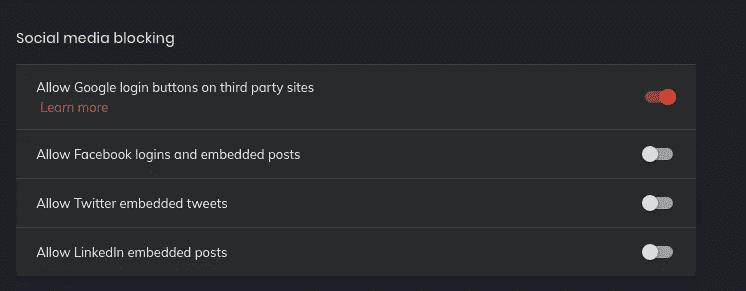 Social media blocking
Allow Google login buttons on third party sites
Learn more
Allow Facebook logins and embedded posts
Allow Twitter embedded tweets
Allow LinkedIn embedded posts